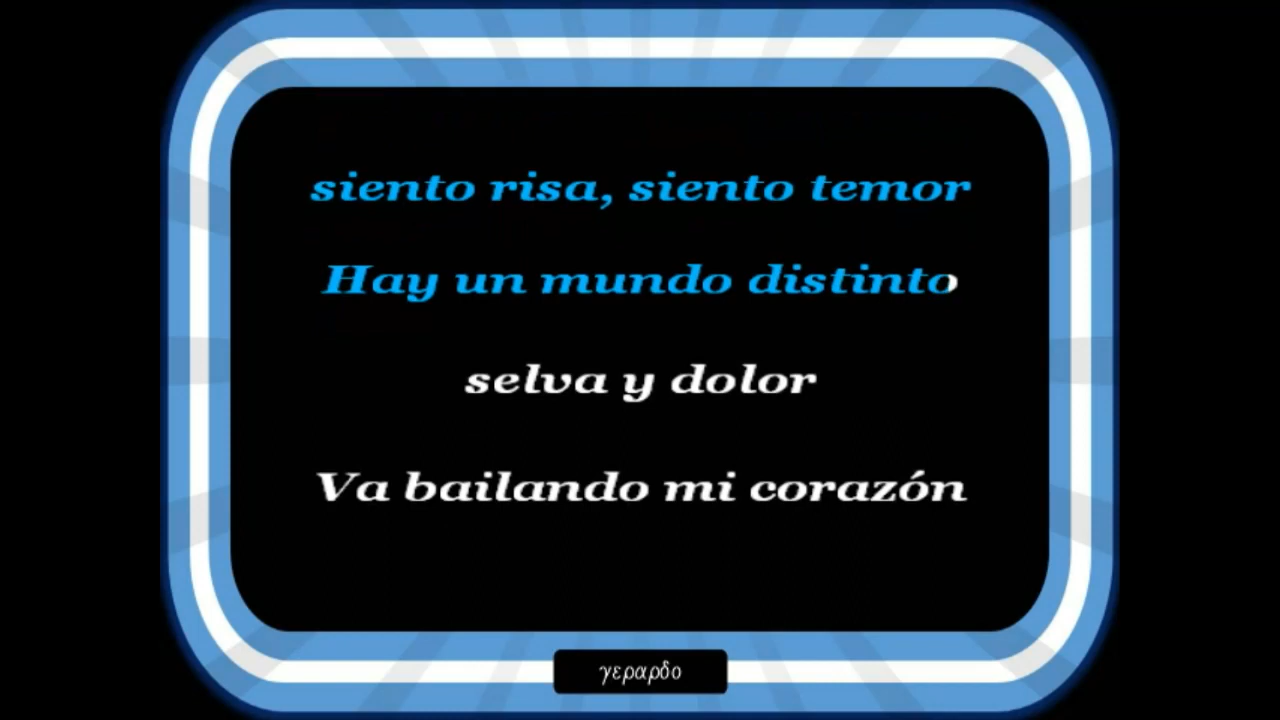 siento risa, siento temor
Hay un mundo distinto
selva y dolor
Va bailando mi corazón
γεραρδο